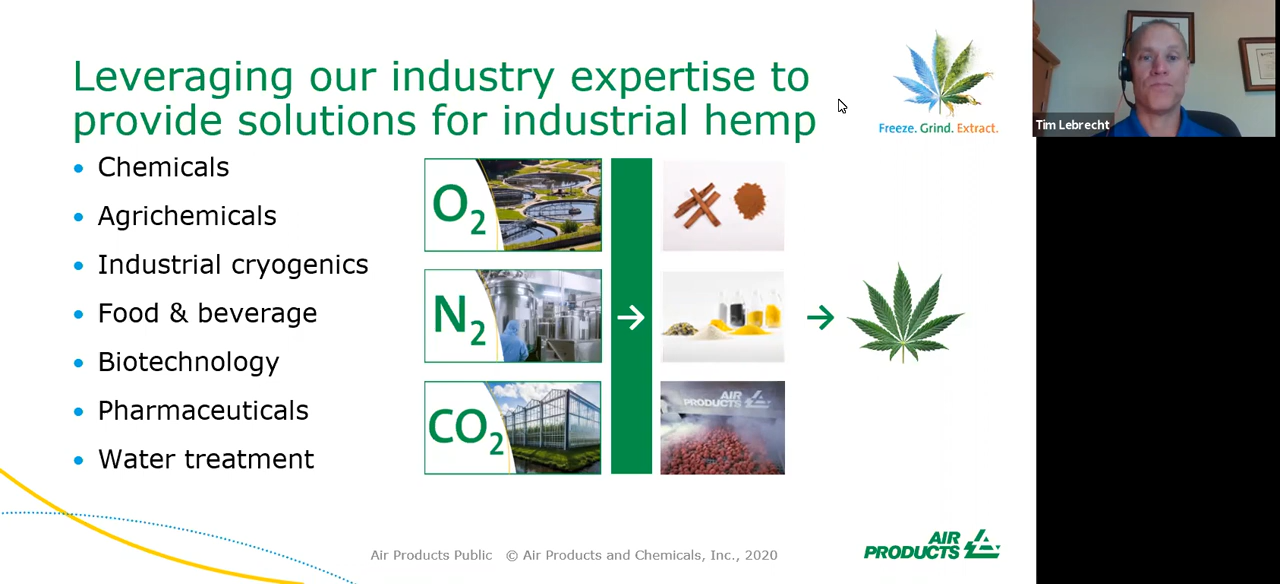 Leveraging our industry expertise to
provide solutions for industrial hemp
Freeze. Grind. Extract.
Tim Lebrecht
• Chemicals
• Agrichemicals
• Industrial cryogenics
• Food & beverage
• Biotechnology
• Pharmaceuticals
• Water treatment
O2
N2
CO2
AIR
PRODUCTS
Air Products Public © Air Products and Chemicals, Inc., 2020
AIR
PRODUCTS